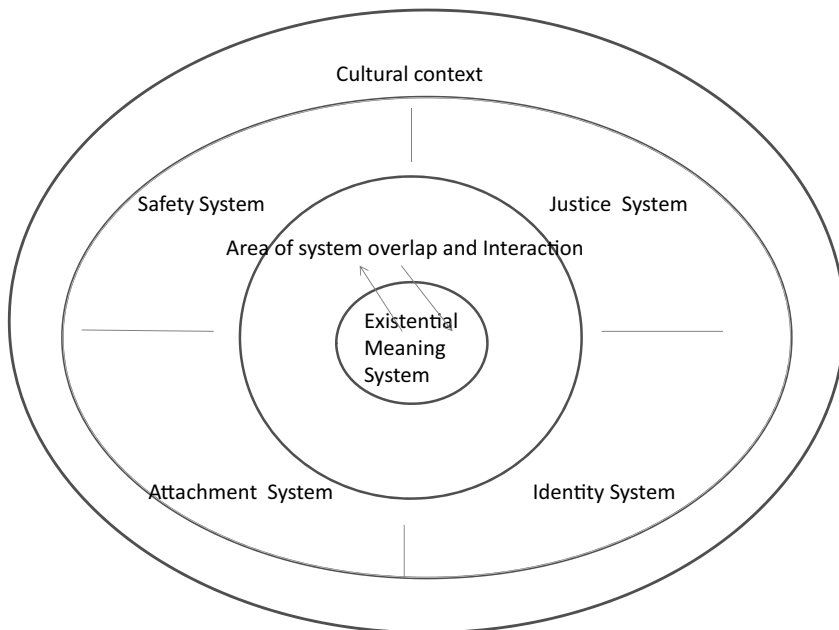 Cultural context
Safety System
Justice System
Area of system overlap and Interaction
Existential
Meaning
System
Attachment System
Identity System